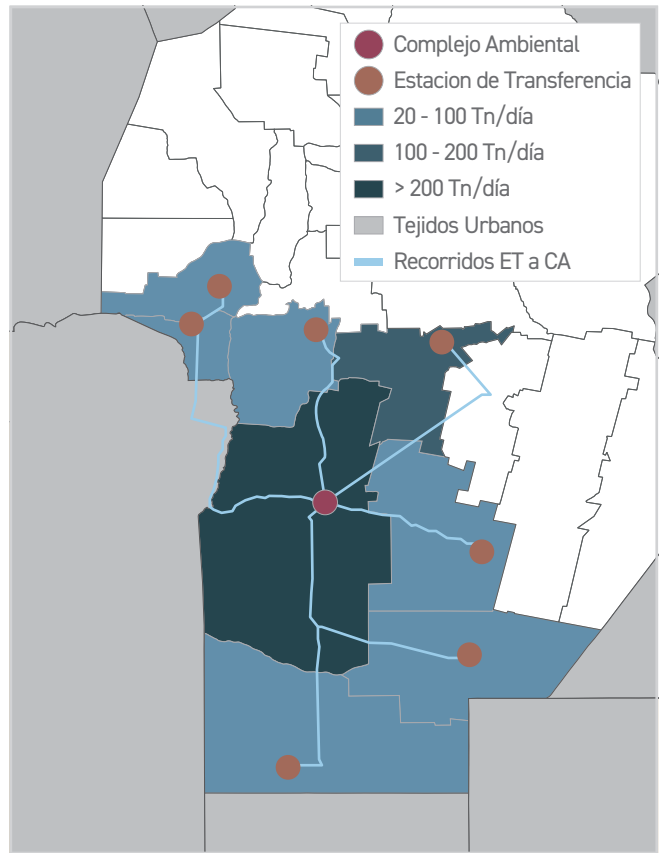 Complejo Ambiental
Estacion de Transferencia
20 - 100 Tn/día
100 - 200 Tn/día
> 200 Tn/día
Tejidos Urbanos
Recorridos ET a CA